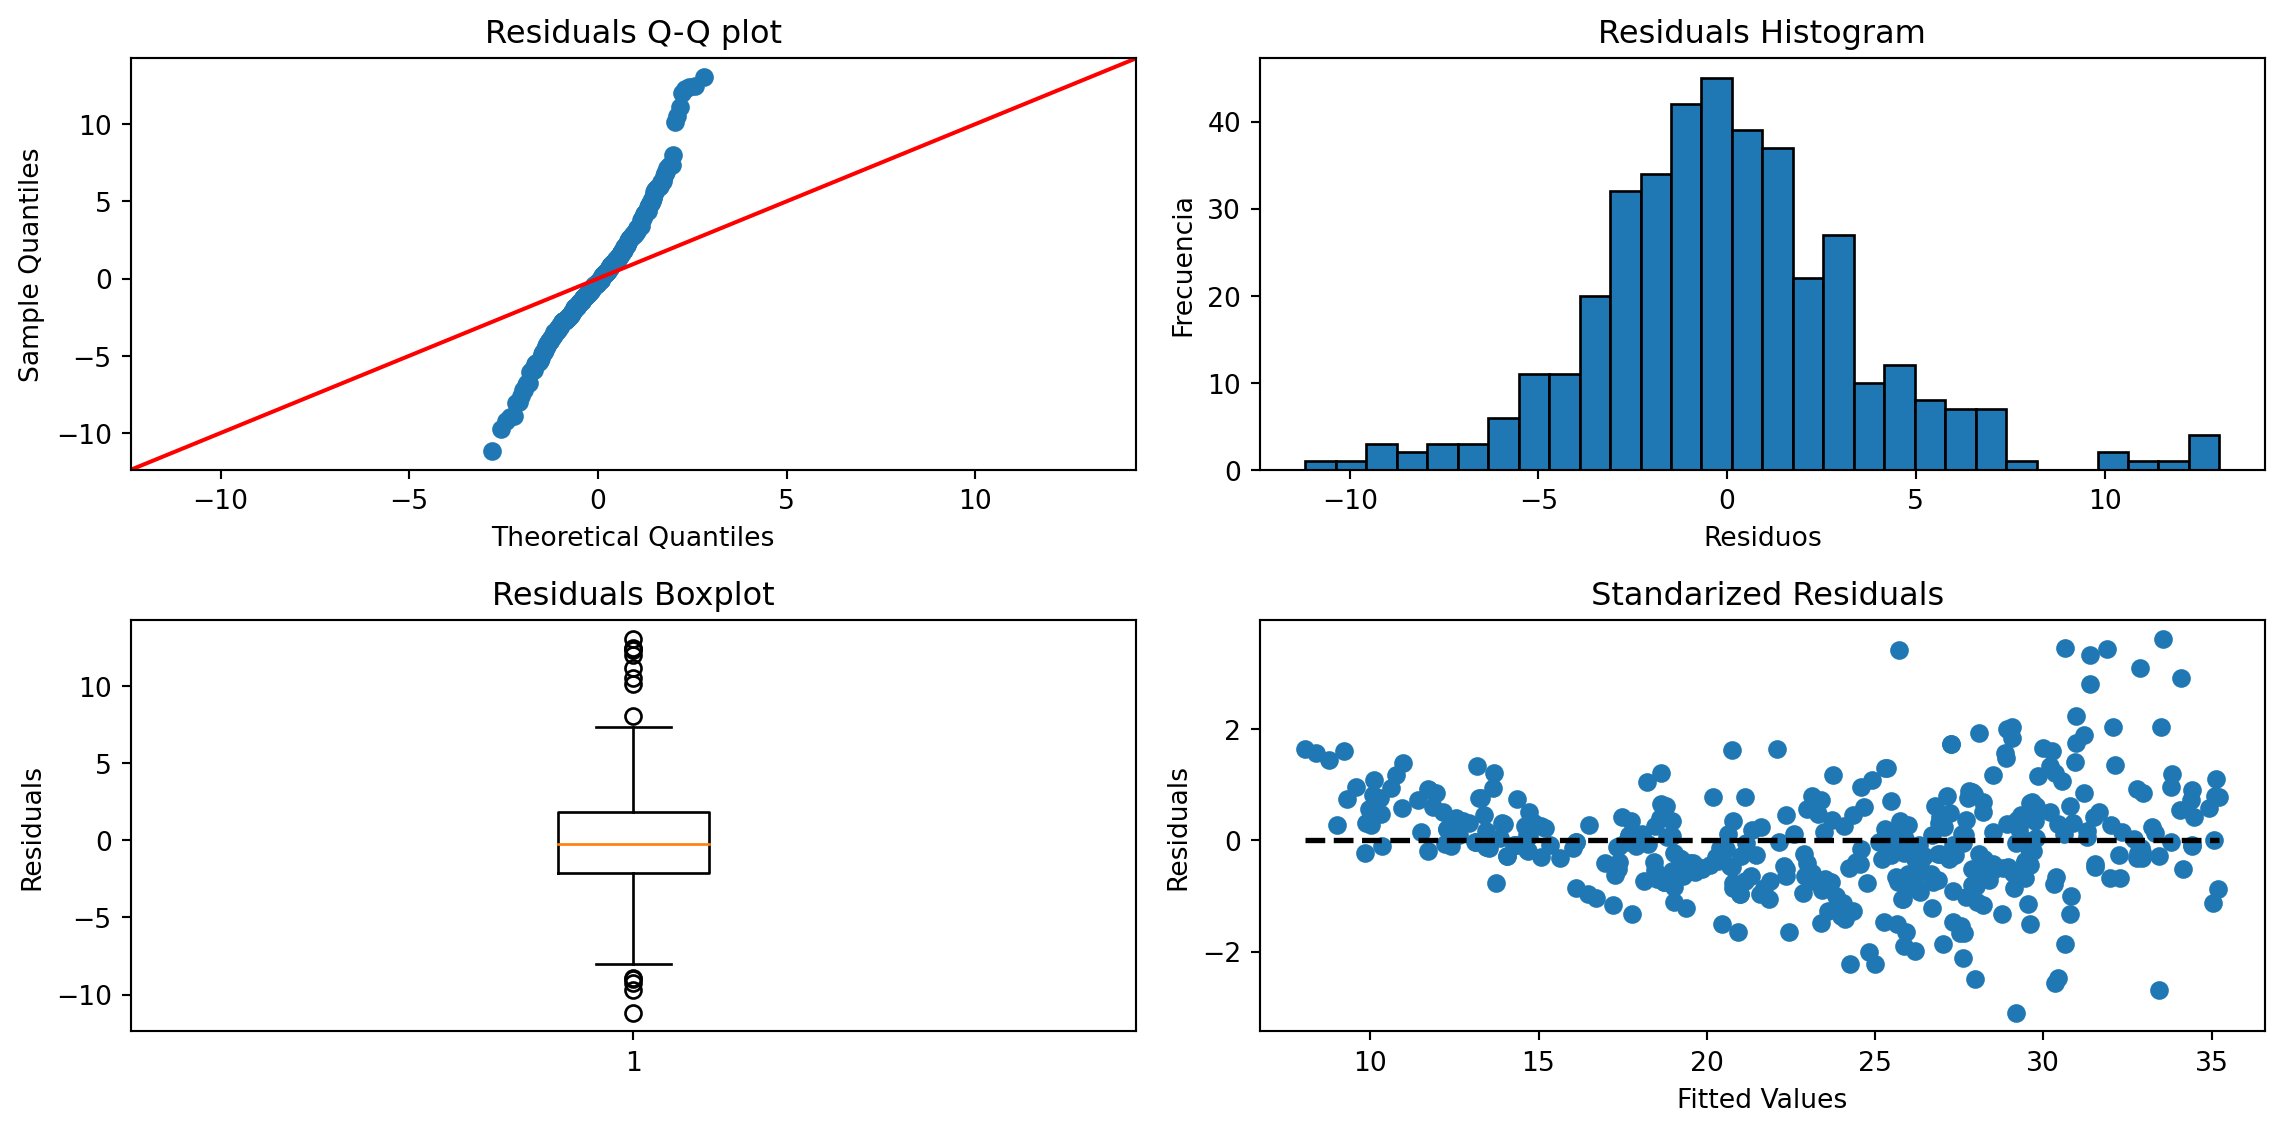 Residuals Q-Q plot
Sample Quantiles
10
5
0
−5
−10
−10 −5 0 5 10
Theoretical Quantiles
Residuals Histogram
Frecuencia
40
30
20
10
0
−10 −5 0 5 10
Residuos
Residuals Boxplot
Residuals
10
5
0
−5
−10
1
Standarized Residuals
Residuals
2
0
−2
10 15 20 25 30 35
Fitted Values